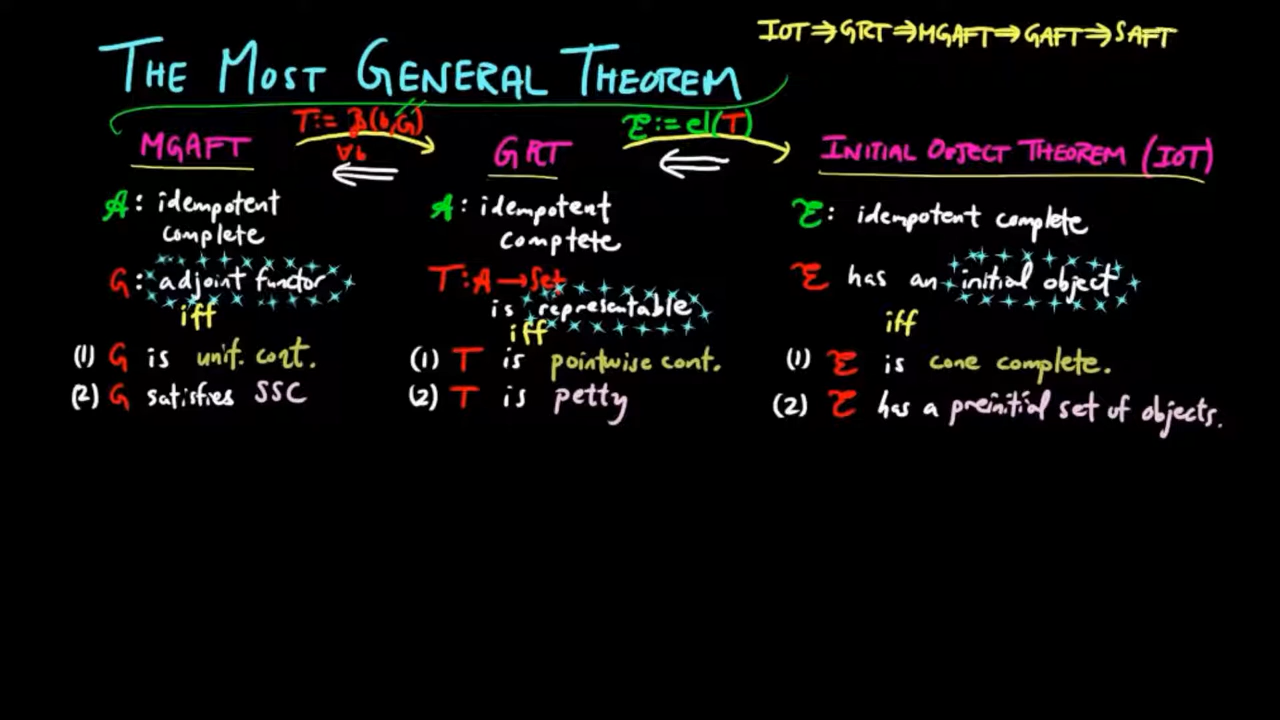 IOT ⇒ GRT ⇒ MGAFT ⇒ GAFT ⇒ SAFT
THE MOST GENERAL THEOREM
MGAFT
T := B(b, G)
∀b
A: idempotent
complete
G: adjoint functor
iff
(1) G is unif. cont.
(2) G satisfies SSC
GRT
E := el(T)
A: idempotent
complete
T: A → Set
is representable
iff
(1) T is pointwise cont.
(2) T is petty
INITIAL OBJECT THEOREM (IOT)
E: idempotent complete
E has an initial object
iff
(1) E is cone complete.
(2) E has a preinitial set of objects.